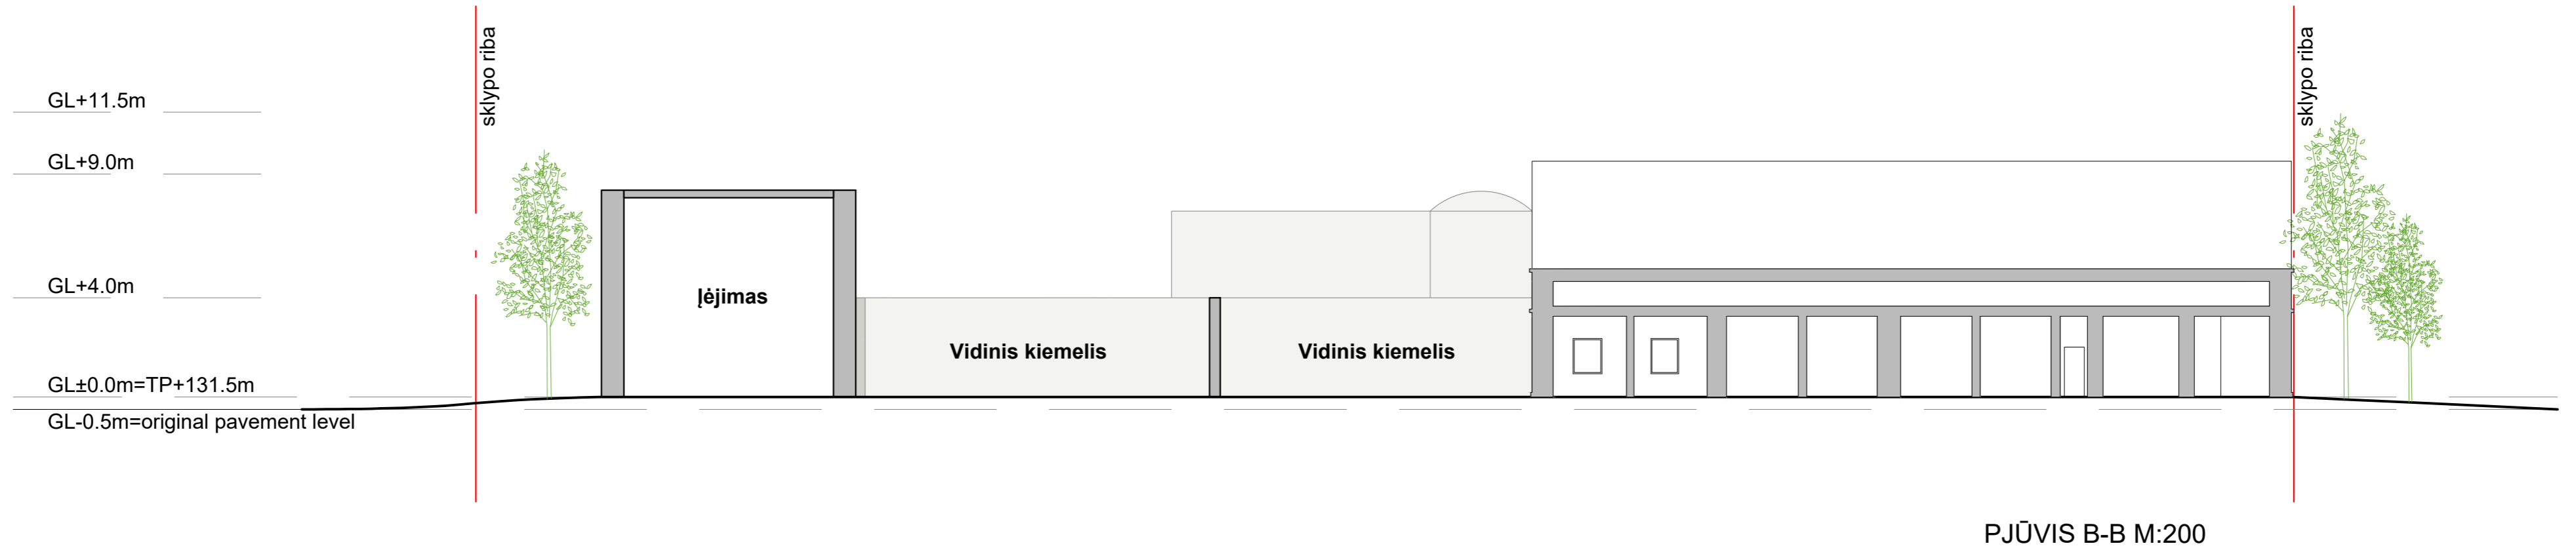 sklypo riba
sklypo riba
GL+11.5m
GL+9.0m
GL+4.0m
Įėjimas
Vidinis kiemelis
Vidinis kiemelis
GL±0.0m=TP+131.5m
GL-0.5m=original pavement level
PJŪVIS B-B M:200